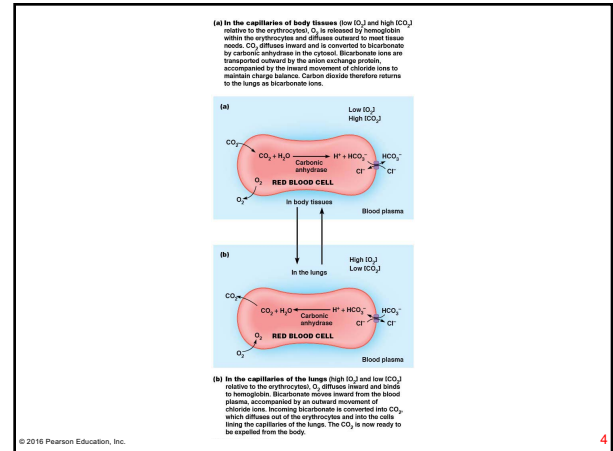 (a) In the capillaries of body tissues (low [O₂] and high [CO₂]
relative to the erythrocytes), O₂ is released by hemoglobin
within the erythrocytes and diffuses outward to meet tissue
needs. CO₂ diffuses inward and is converted to bicarbonate
by carbonic anhydrase in the cytosol. Bicarbonate ions are
transported outward by the anion exchange protein,
accompanied by the inward movement of chloride ions to
maintain charge balance. Carbon dioxide therefore returns
to the lungs as bicarbonate ions.
(a)
Low [O₂]
High [CO₂]
CO₂
CO₂ + H₂O → H⁺ + HCO₃⁻
HCO₃⁻
Carbonic
anhydrase
Cl⁻
Cl⁻
O₂
RED BLOOD CELL
O₂
In body tissues
Blood plasma
(b)
High [O₂]
Low [CO₂]
In the lungs
CO₂
CO₂ + H₂O ← H⁺ + HCO₃⁻
HCO₃⁻
Carbonic
anhydrase
Cl⁻
Cl⁻
O₂
RED BLOOD CELL
O₂
Blood plasma
(b) In the capillaries of the lungs (high [O₂] and low [CO₂]
relative to the erythrocytes), O₂ diffuses inward and binds
to hemoglobin. Bicarbonate moves inward from the blood
plasma, accompanied by an outward movement of
chloride ions. Incoming bicarbonate is converted into CO₂,
which diffuses out of the erythrocytes and into the cells
lining the capillaries of the lungs. The CO₂ is now ready to
be expelled from the body.
© 2016 Pearson Education, Inc.
4